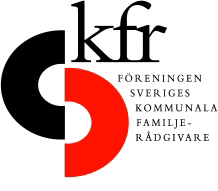 kfr
FÖRENINGEN
SVERIGES
KOMMUNALA
FAMILJE-
RÅDGIVARE